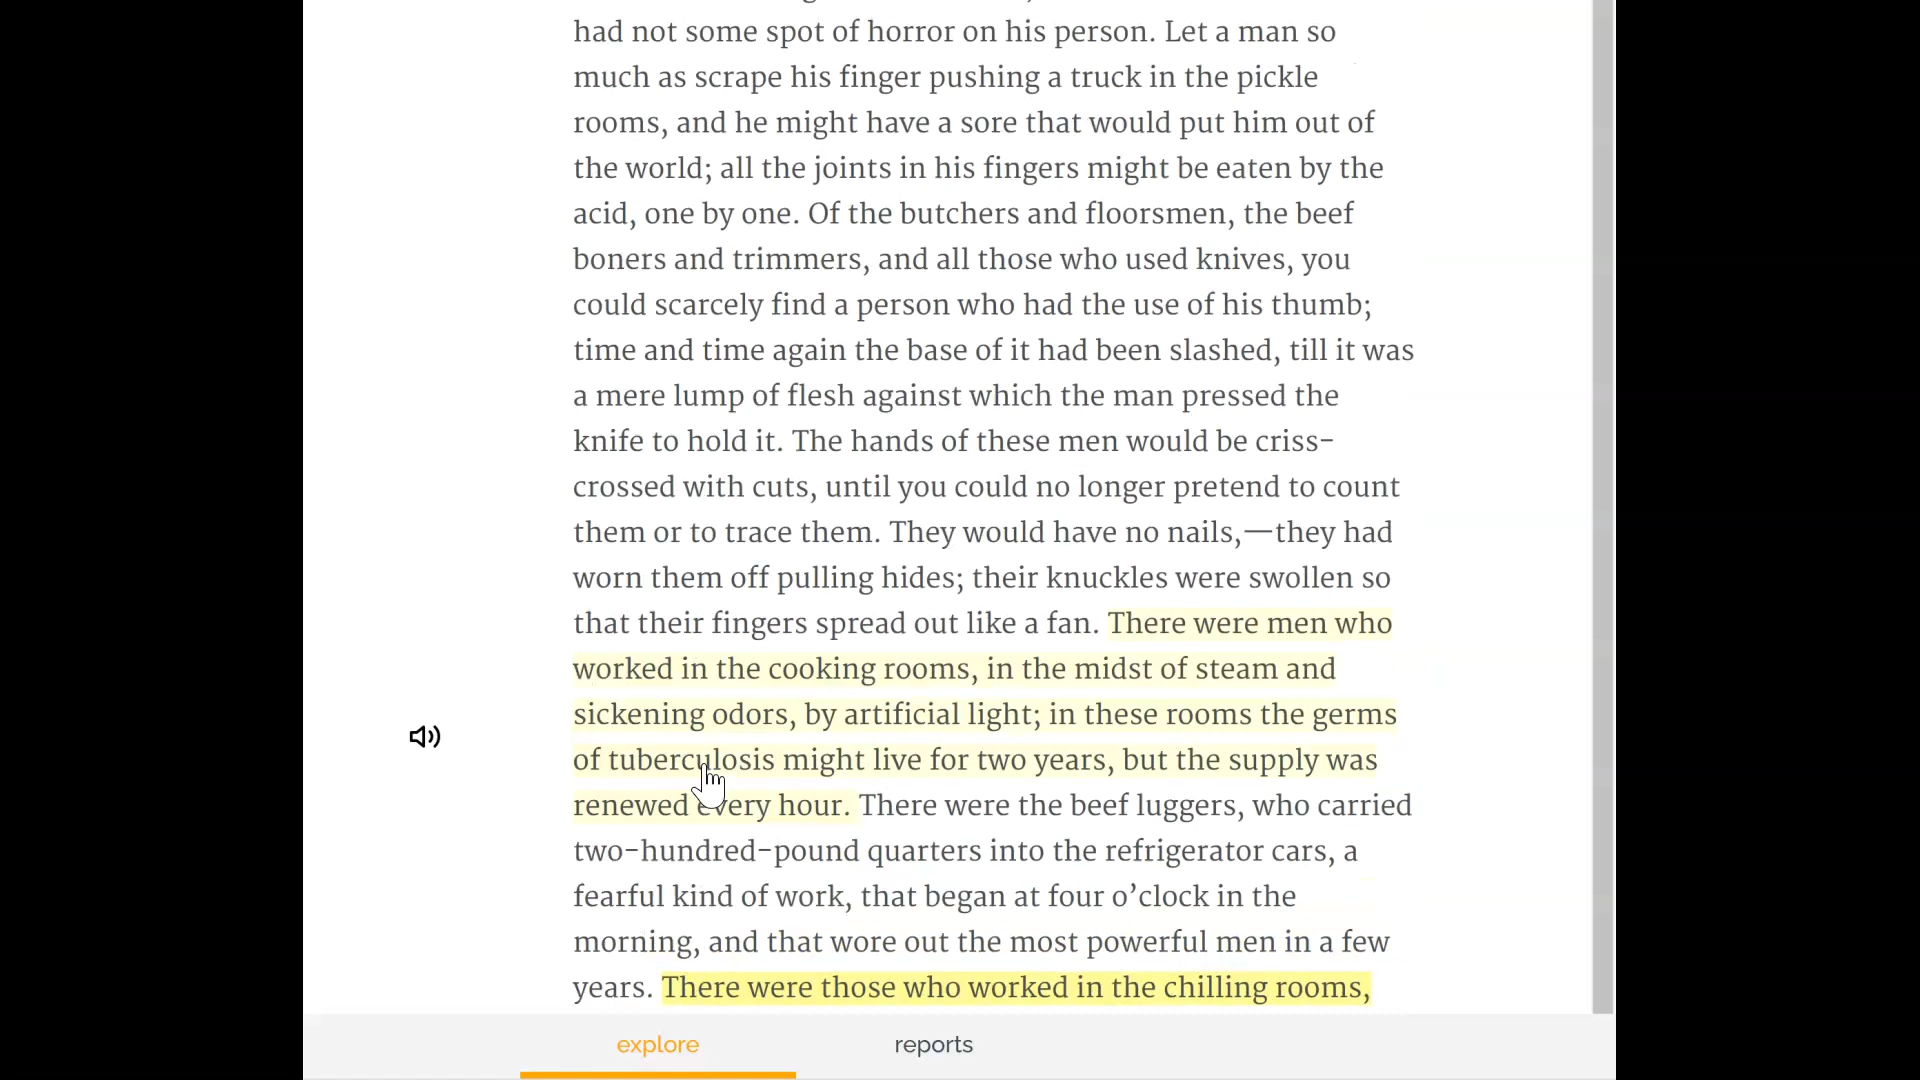 had not some spot of horror on his person. Let a man so
much as scrape his finger pushing a truck in the pickle
rooms, and he might have a sore that would put him out of
the world; all the joints in his fingers might be eaten by the
acid, one by one. Of the butchers and floorsmen, the beef
boners and trimmers, and all those who used knives, you
could scarcely find a person who had the use of his thumb;
time and time again the base of it had been slashed, till it was
a mere lump of flesh against which the man pressed the
knife to hold it. The hands of these men would be criss-
crossed with cuts, until you could no longer pretend to count
them or to trace them. They would have no nails,—they had
worn them off pulling hides; their knuckles were swollen so
that their fingers spread out like a fan. There were men who
worked in the cooking rooms, in the midst of steam and
sickening odors, by artificial light; in these rooms the germs
of tuberculosis might live for two years, but the supply was
renewed every hour. There were the beef luggers, who carried
two-hundred-pound quarters into the refrigerator cars, a
fearful kind of work, that began at four o’clock in the
morning, and that wore out the most powerful men in a few
years. There were those who worked in the chilling rooms,
explore
reports